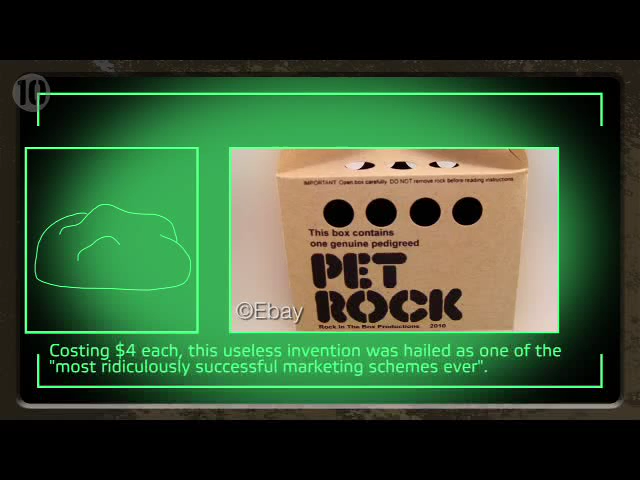 10
IMPORTANT Open box carefully. DO NOT remove rock before reading instructions.
This box contains
one genuine pedigreed
PET
ROCK
©Ebay
Rock In The Box Productions 2010
Costing $4 each, this useless invention was hailed as one of the
"most ridiculously successful marketing schemes ever".